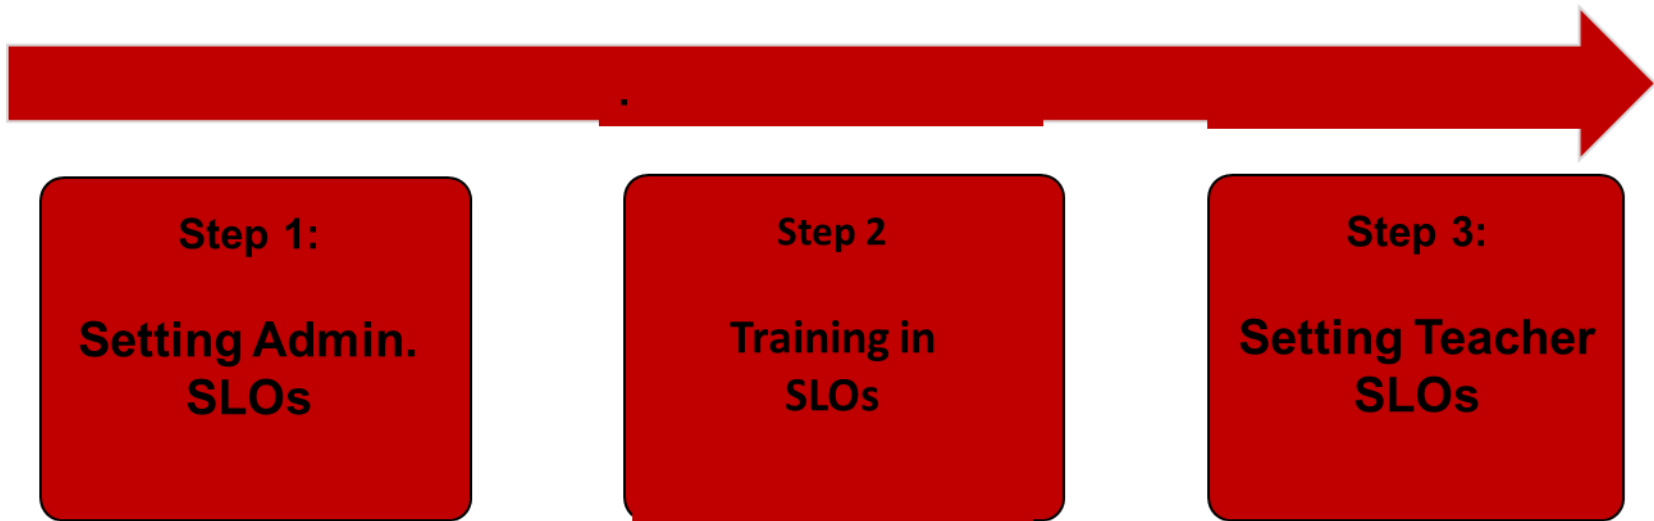 .
Step 1:
Setting Admin.
SLOs
Step 2
Training in
SLOs
Step 3:
Setting Teacher
SLOs